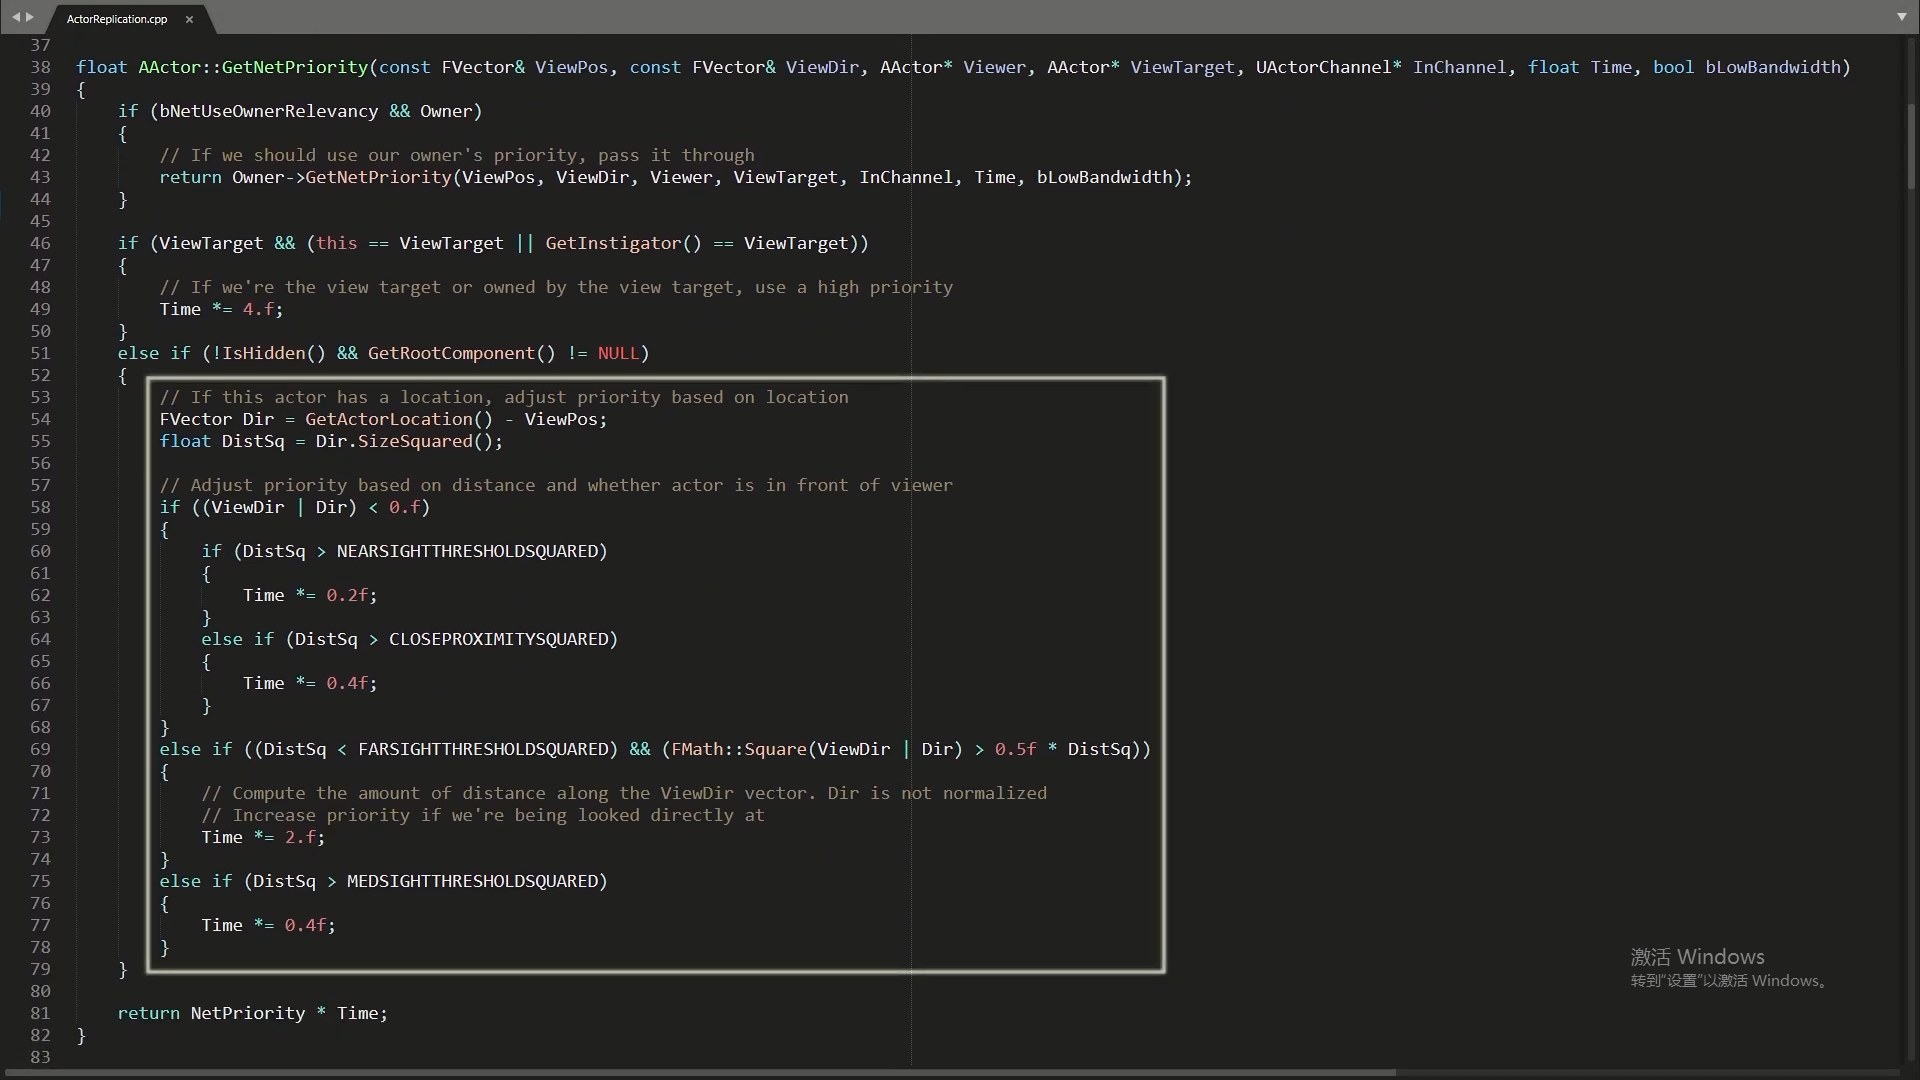 ActorReplication.cpp ×
37
38 float AActor::GetNetPriority(const FVector& ViewPos, const FVector& ViewDir, AActor* Viewer, AActor* ViewTarget, UActorChannel* InChannel, float Time, bool bLowBandwidth)
39 {
40 if (bNetUseOwnerRelevancy && Owner)
41 {
42 // If we should use our owner's priority, pass it through
43 return Owner->GetNetPriority(ViewPos, ViewDir, Viewer, ViewTarget, InChannel, Time, bLowBandwidth);
44 }
45
46 if (ViewTarget && (this == ViewTarget || GetInstigator() == ViewTarget))
47 {
48 // If we're the view target or owned by the view target, use a high priority
49 Time *= 4.f;
50 }
51 else if (!IsHidden() && GetRootComponent() != NULL)
52 {
53 // If this actor has a location, adjust priority based on location
54 FVector Dir = GetActorLocation() - ViewPos;
55 float DistSq = Dir.SizeSquared();
56
57 // Adjust priority based on distance and whether actor is in front of viewer
58 if ((ViewDir | Dir) < 0.f)
59 {
60 if (DistSq > NEARSIGHTTHRESHOLDSQUARED)
61 {
62 Time *= 0.2f;
63 }
64 else if (DistSq > CLOSEPROXIMITYSQUARED)
65 {
66 Time *= 0.4f;
67 }
68 }
69 else if ((DistSq < FARSIGHTTHRESHOLDSQUARED) && (FMath::Square(ViewDir | Dir) > 0.5f * DistSq))
70 {
71 // Compute the amount of distance along the ViewDir vector. Dir is not normalized
72 // Increase priority if we're being looked directly at
73 Time *= 2.f;
74 }
75 else if (DistSq > MEDSIGHTTHRESHOLDSQUARED)
76 {
77 Time *= 0.4f;
78 }
79 }
80
81 return NetPriority * Time;
82 }
83
激活 Windows
转到“设置”以激活 Windows。